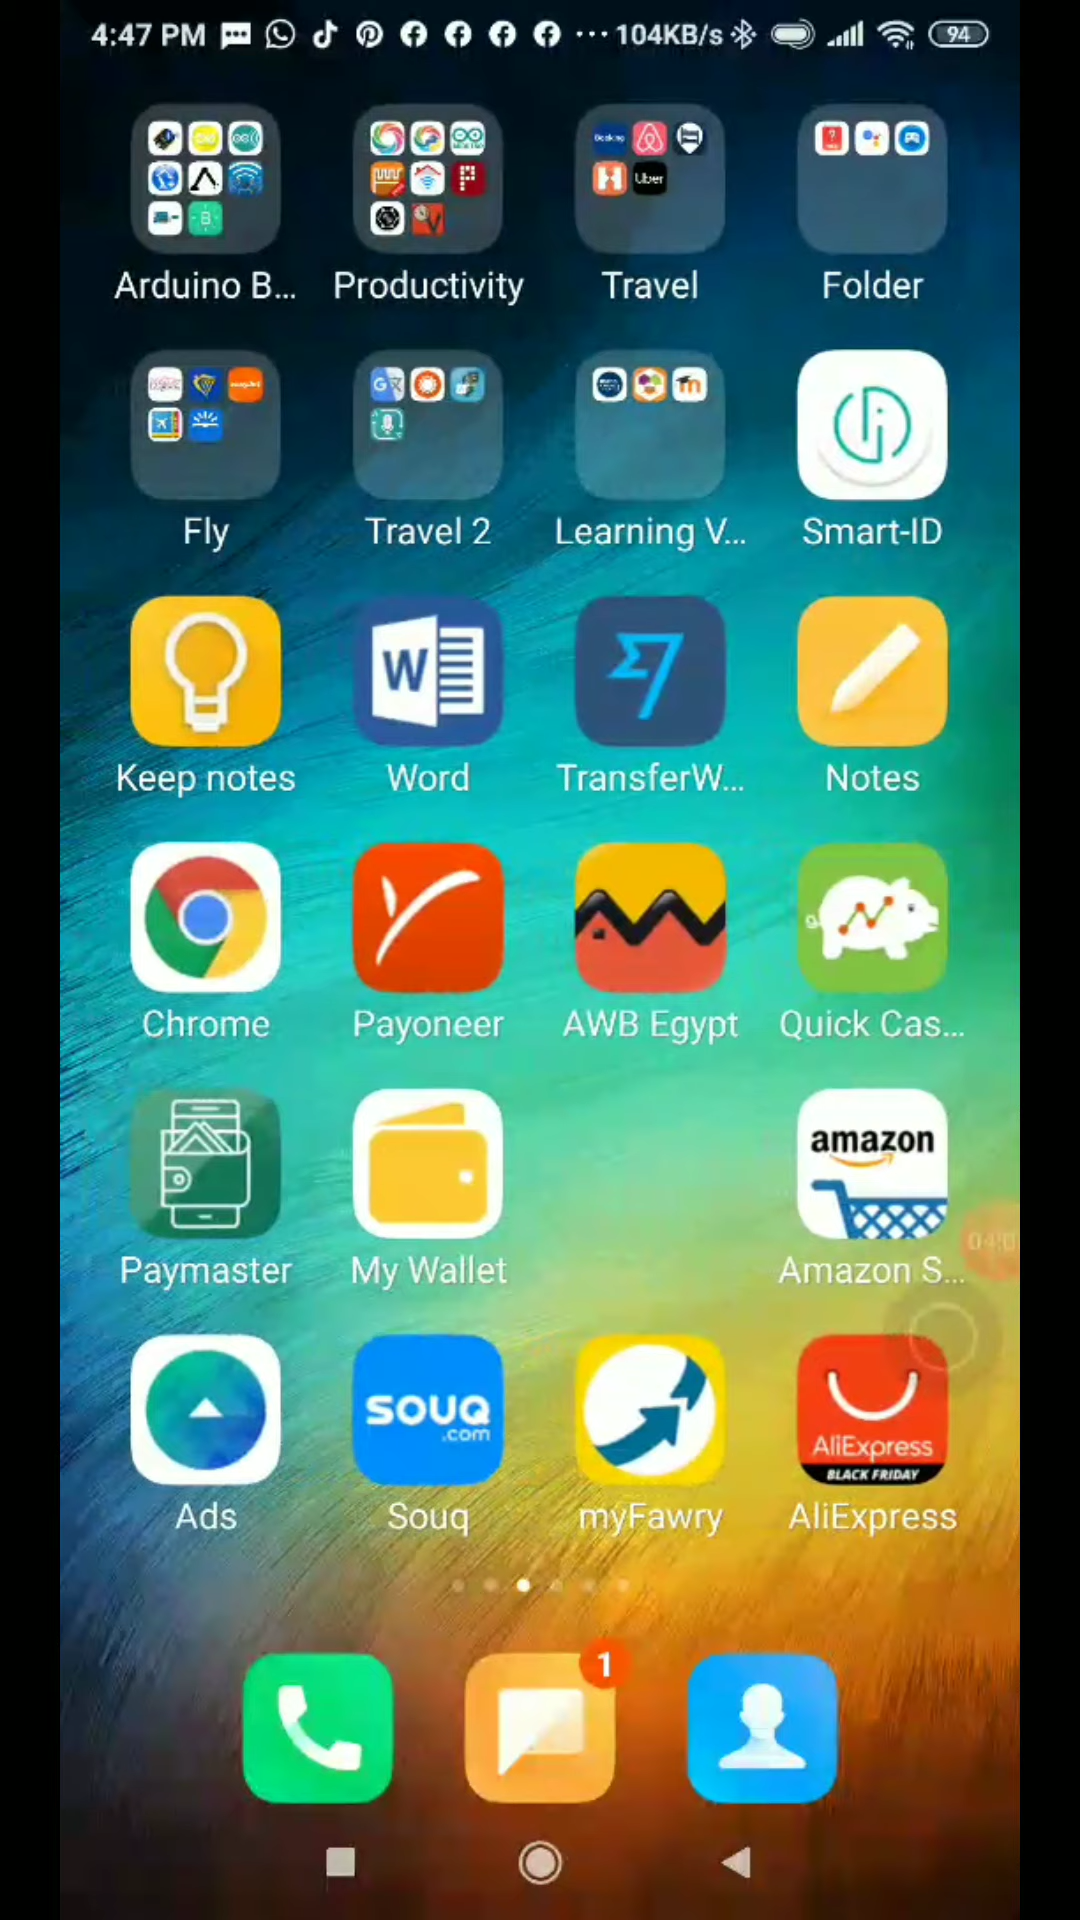 4:47 PM ... 104KB/s 94
Booking
Uber
Arduino B... Productivity Travel Folder
Fly Travel 2 Learning V... Smart-ID
W
Keep notes Word TransferW... Notes
Chrome Payoneer AWB Egypt Quick Cas...
amazon
Paymaster My Wallet Amazon S...
SOUQ
.com
AliExpress
BLACK FRIDAY
Ads Souq myFawry AliExpress
1